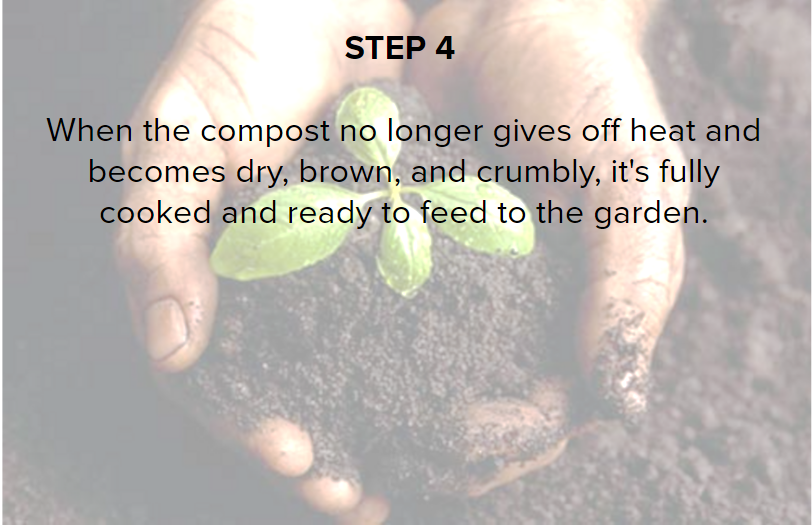 STEP 4
When the compost no longer gives off heat and
becomes dry, brown, and crumbly, it's fully
cooked and ready to feed to the garden.